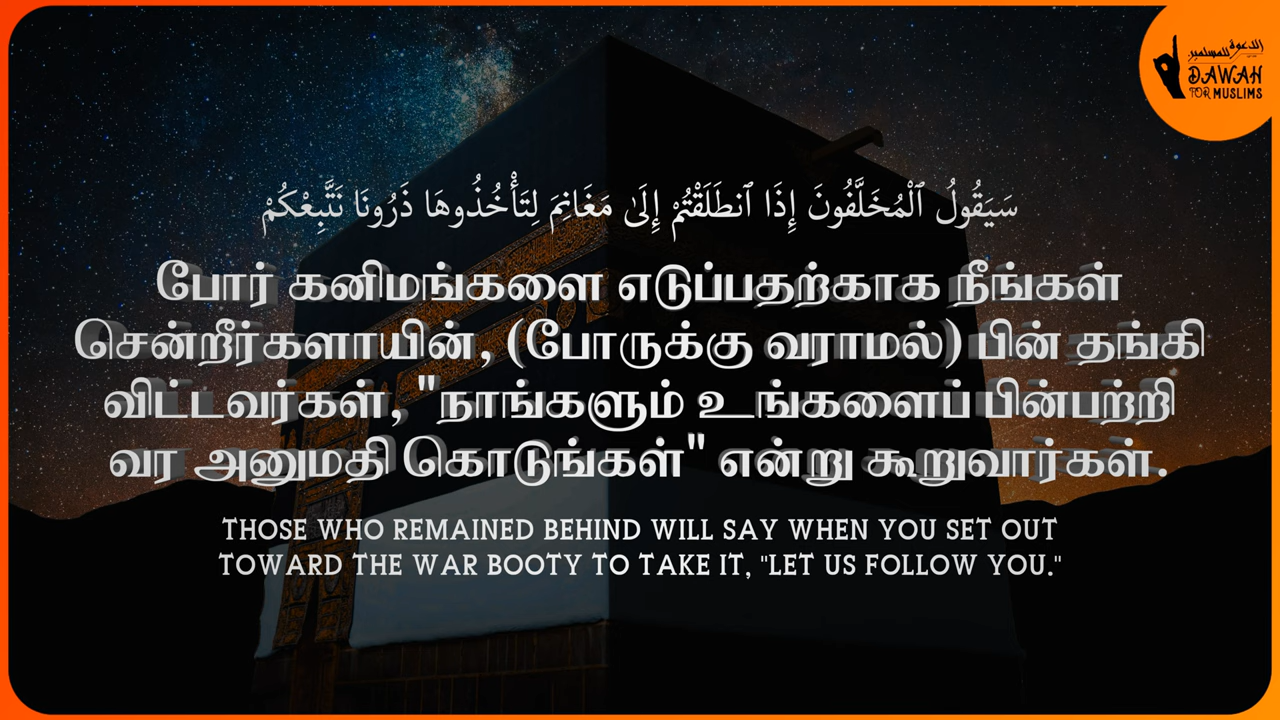 الدعوة للمسلمين
DAWAH
FOR MUSLIMS
سَيَقُولُ ٱلْمُخَلَّفُونَ إِذَا ٱنطَلَقْتُمْ إِلَىٰ مَغَانِمَ لِتَأْخُذُوهَا ذَرُونَا نَتَّبِعْكُمْ
போர் கனிமங்களை எடுப்பதற்காக நீங்கள்
சென்றீர்களாயின், (போருக்கு வராமல்) பின் தங்கி
விட்டவர்கள், "நாங்களும் உங்களைப் பின்பற்றி
வர அனுமதி கொடுங்கள்" என்று கூறுவார்கள்.
THOSE WHO REMAINED BEHIND WILL SAY WHEN YOU SET OUT
TOWARD THE WAR BOOTY TO TAKE IT, "LET US FOLLOW YOU."